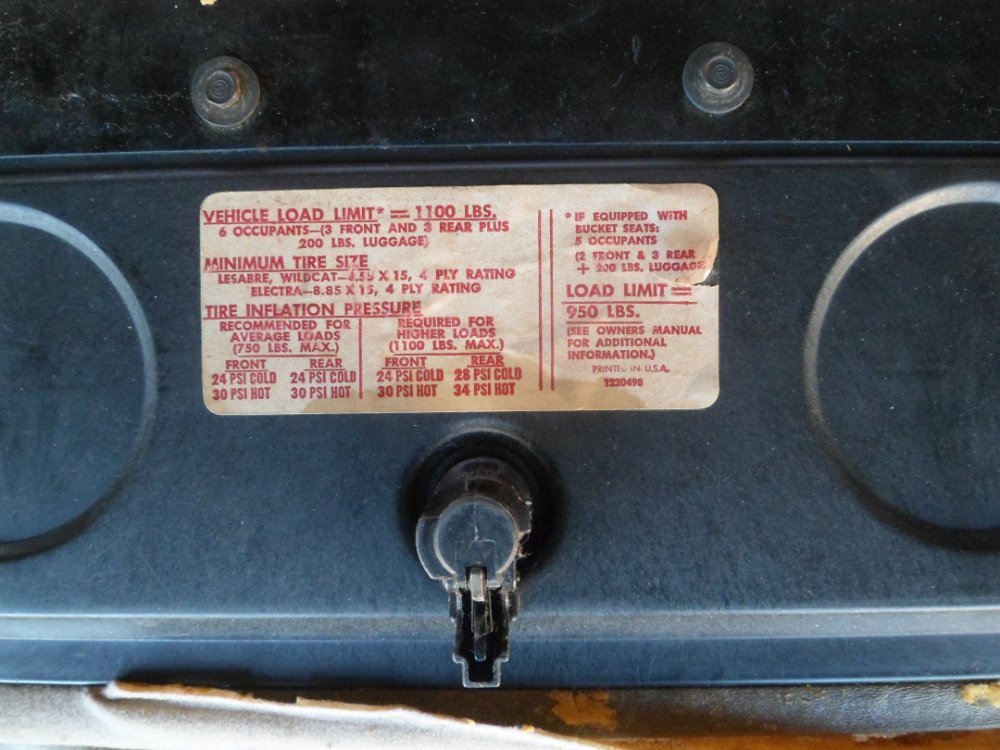 VEHICLE LOAD LIMIT* = 1100 LBS.
6 OCCUPANTS—(3 FRONT AND 3 REAR PLUS
200 LBS. LUGGAGE)
MINIMUM TIRE SIZE
LESABRE, WILDCAT—8.55 X 15, 4 PLY RATING
ELECTRA—8.85 X 15, 4 PLY RATING
TIRE INFLATION PRESSURE
RECOMMENDED FOR
AVERAGE LOADS
(750 LBS. MAX.)
FRONT REAR
24 PSI COLD 24 PSI COLD
30 PSI HOT 30 PSI HOT
REQUIRED FOR
HIGHER LOADS
(1100 LBS. MAX.)
FRONT REAR
24 PSI COLD 28 PSI COLD
30 PSI HOT 34 PSI HOT
* IF EQUIPPED WITH
BUCKET SEATS:
5 OCCUPANTS
(2 FRONT & 3 REAR
+ 200 LBS. LUGGAGE
LOAD LIMIT =
950 LBS.
(SEE OWNERS MANUAL
FOR ADDITIONAL
INFORMATION.)
PRINTED IN U.S.A.
1230498